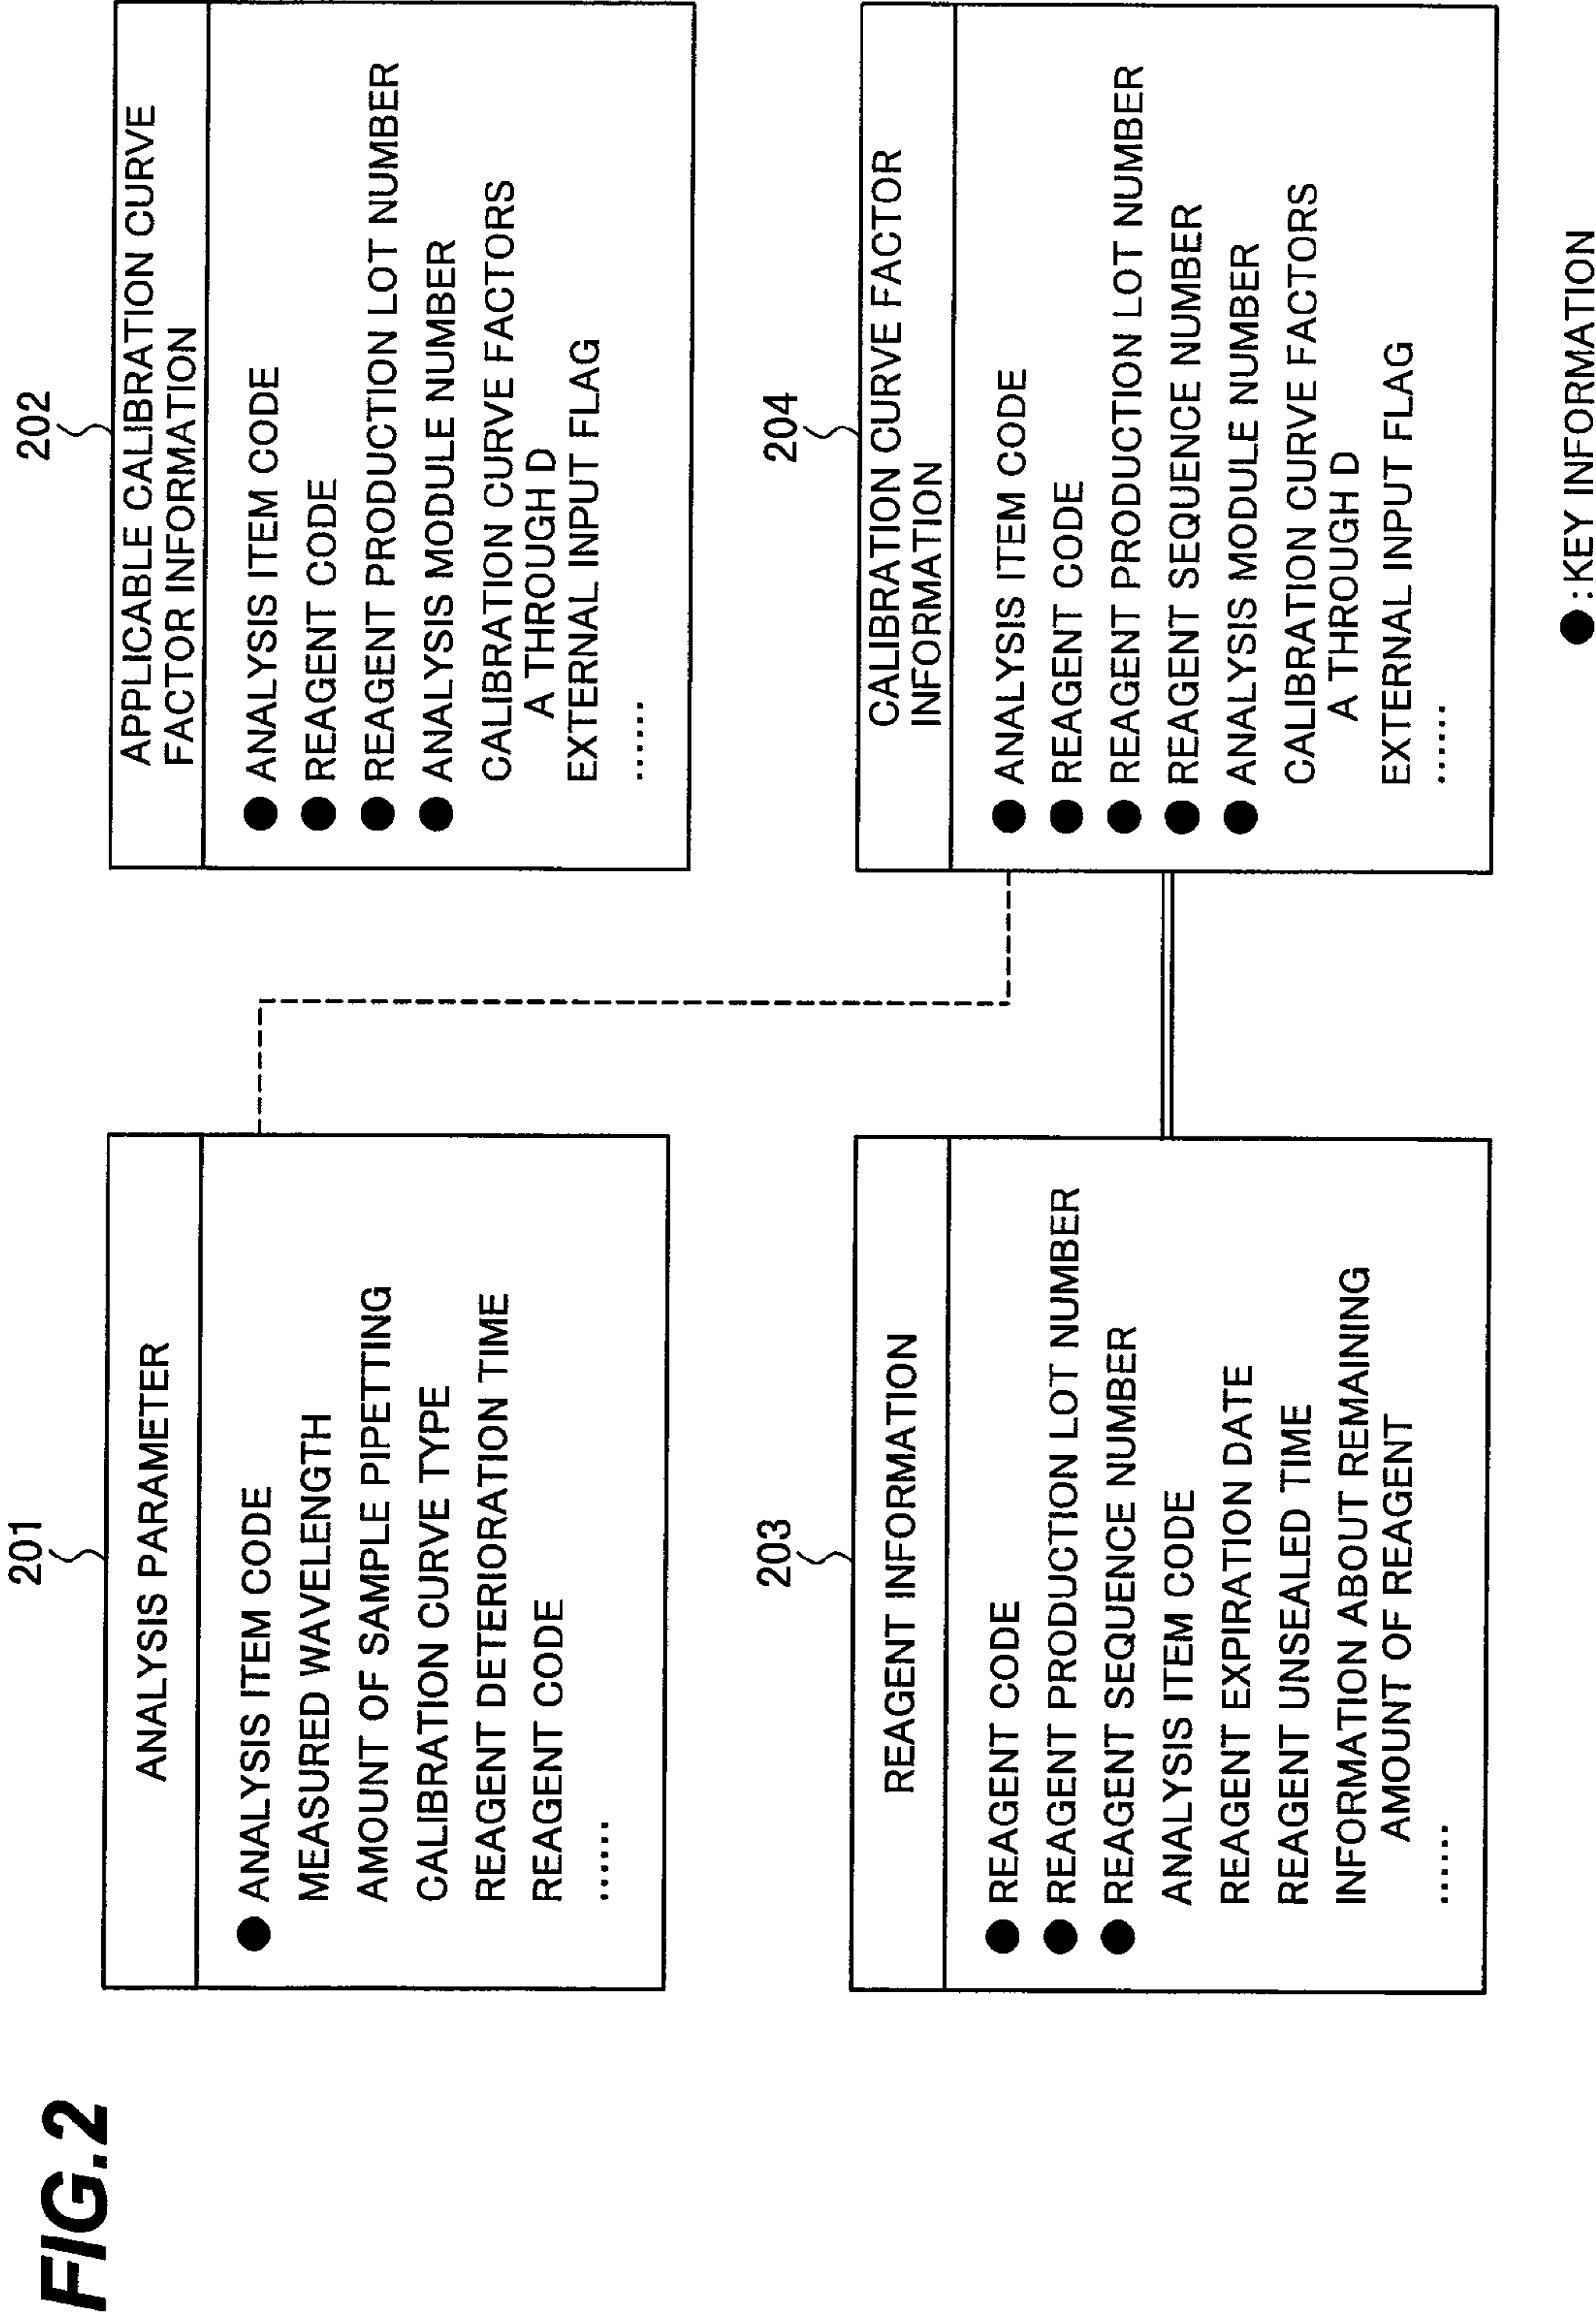 FIG.2
201
ANALYSIS PARAMETER
● ANALYSIS ITEM CODE
MEASURED WAVELENGTH
AMOUNT OF SAMPLE PIPETTING
CALIBRATION CURVE TYPE
REAGENT DETERIORATION TIME
REAGENT CODE
......
202
APPLICABLE CALIBRATION CURVE
FACTOR INFORMATION
● ANALYSIS ITEM CODE
● REAGENT CODE
● REAGENT PRODUCTION LOT NUMBER
● ANALYSIS MODULE NUMBER
CALIBRATION CURVE FACTORS
A THROUGH D
EXTERNAL INPUT FLAG
......
203
REAGENT INFORMATION
● REAGENT CODE
● REAGENT PRODUCTION LOT NUMBER
● REAGENT SEQUENCE NUMBER
ANALYSIS ITEM CODE
REAGENT EXPIRATION DATE
REAGENT UNSEALED TIME
INFORMATION ABOUT REMAINING
AMOUNT OF REAGENT
......
204
CALIBRATION CURVE FACTOR
INFORMATION
● ANALYSIS ITEM CODE
● REAGENT CODE
● REAGENT PRODUCTION LOT NUMBER
● REAGENT SEQUENCE NUMBER
● ANALYSIS MODULE NUMBER
CALIBRATION CURVE FACTORS
A THROUGH D
EXTERNAL INPUT FLAG
......
● :KEY INFORMATION